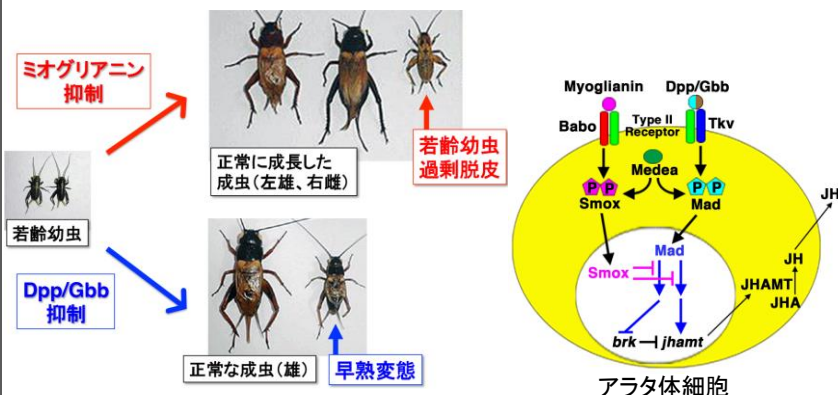 ミオグリアニン
抑制
若齢幼虫
Dpp/Gbb
抑制
正常に成長した
成虫(左雄、右雌)
若齢幼虫
過剰脱皮
正常な成虫(雄)
早熟変態
Myoglianin
Dpp/Gbb
Babo
Type II
Receptor
Tkv
Medea
P P
Smox
P P
Mad
Mad
Smox
brk
jhamt
JHAMT
JHA
JH
JH
アラタ体細胞